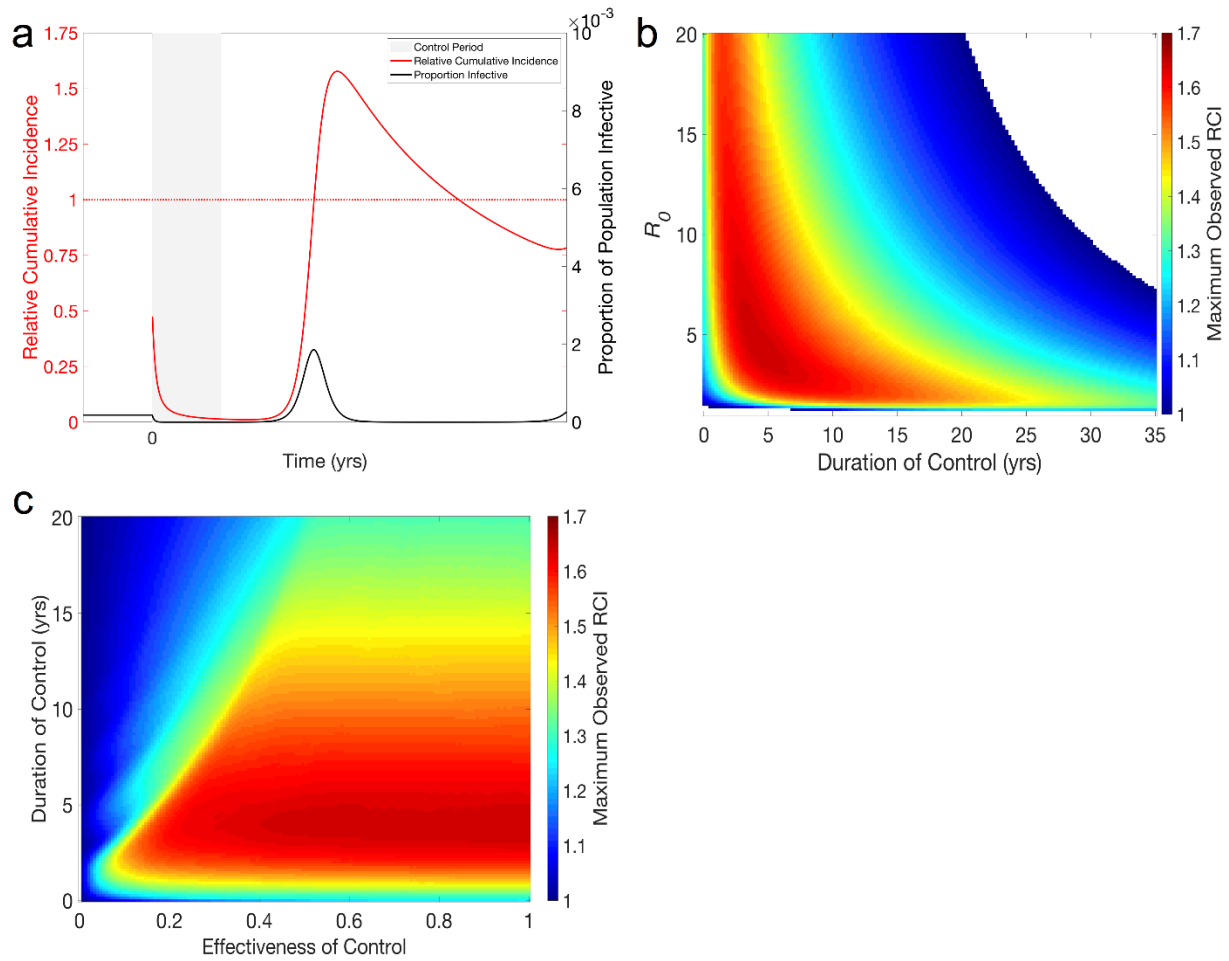 a
×10⁻³
Control Period
Relative Cumulative Incidence
Proportion Infective
1.75
1.5
1.25
1
0.75
0.5
0.25
0
Relative Cumulative Incidence
10
8
6
4
2
0
Proportion of Population Infective
0
Time (yrs)
b
20
15
10
5
R₀
0 5 10 15 20 25 30 35
Duration of Control (yrs)
1.7
1.6
1.5
1.4
1.3
1.2
1.1
1
Maximum Observed RCI
c
20
15
10
5
0
Duration of Control (yrs)
0 0.2 0.4 0.6 0.8 1
Effectiveness of Control
1.7
1.6
1.5
1.4
1.3
1.2
1.1
1
Maximum Observed RCI